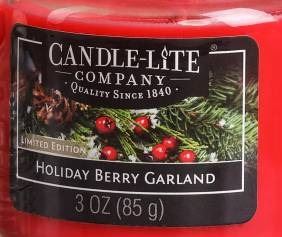 CANDLE-LITE®
COMPANY
· QUALITY SINCE 1840 ·
LIMITED EDITION
HOLIDAY BERRY GARLAND
3 OZ (85 g)